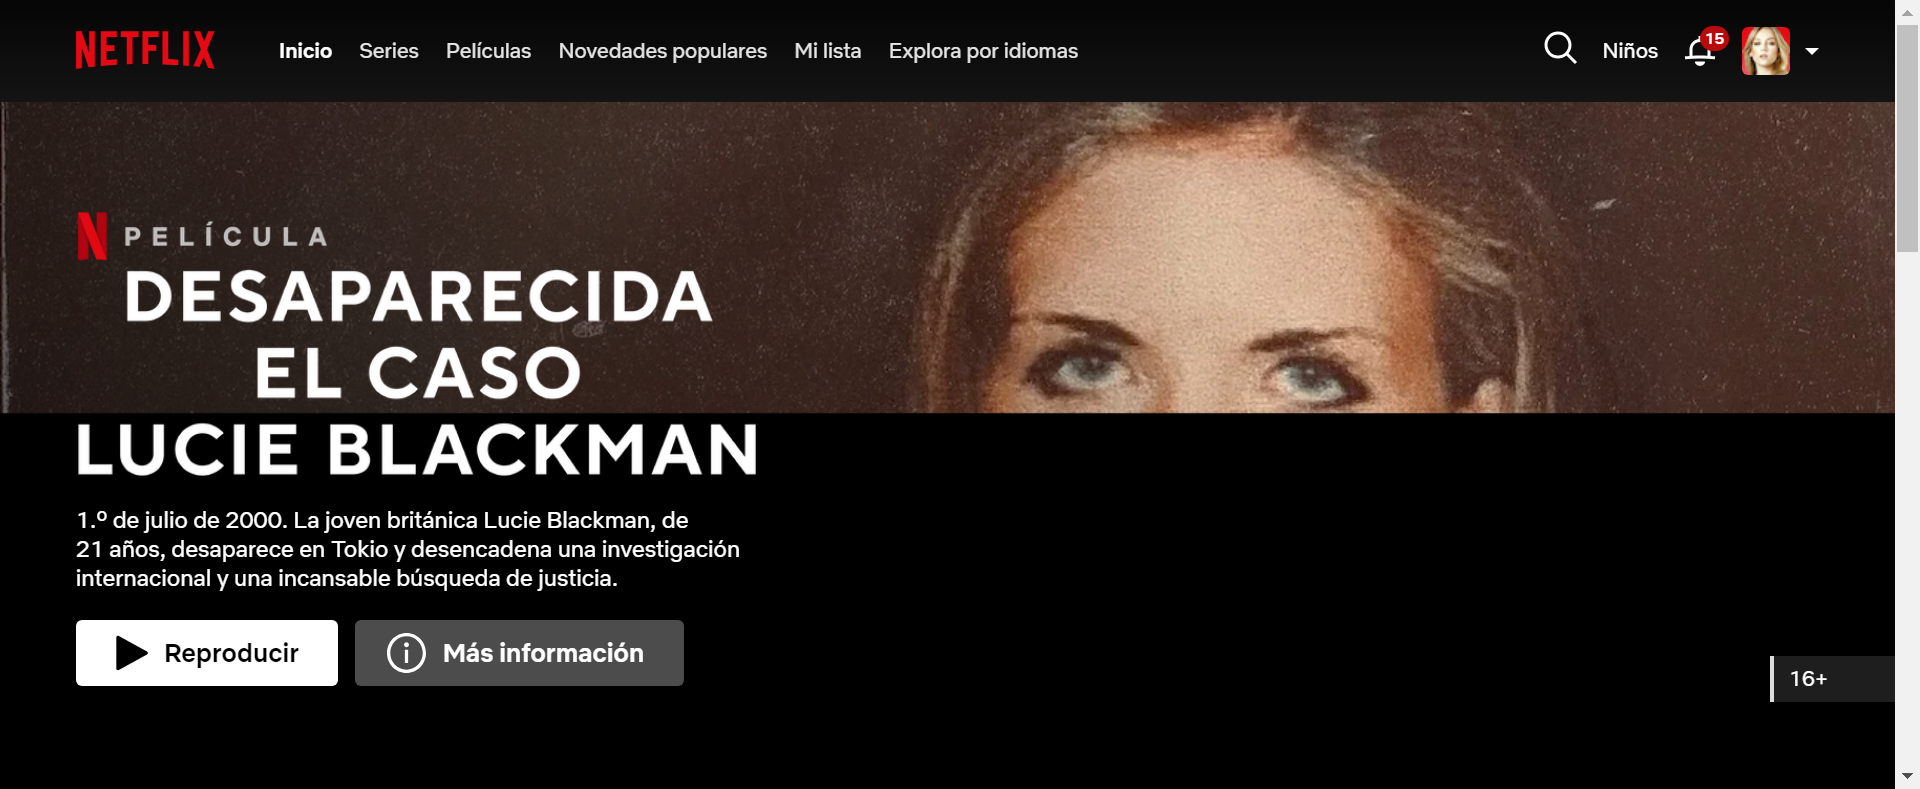 NETFLIX Inicio Series Películas Novedades populares Mi lista Explora por idiomas Niños 15
N PELÍCULA
DESAPARECIDA
EL CASO
LUCIE BLACKMAN
1.º de julio de 2000. La joven británica Lucie Blackman, de
21 años, desaparece en Tokio y desencadena una investigación
internacional y una incansable búsqueda de justicia.
Reproducir Más información
16+